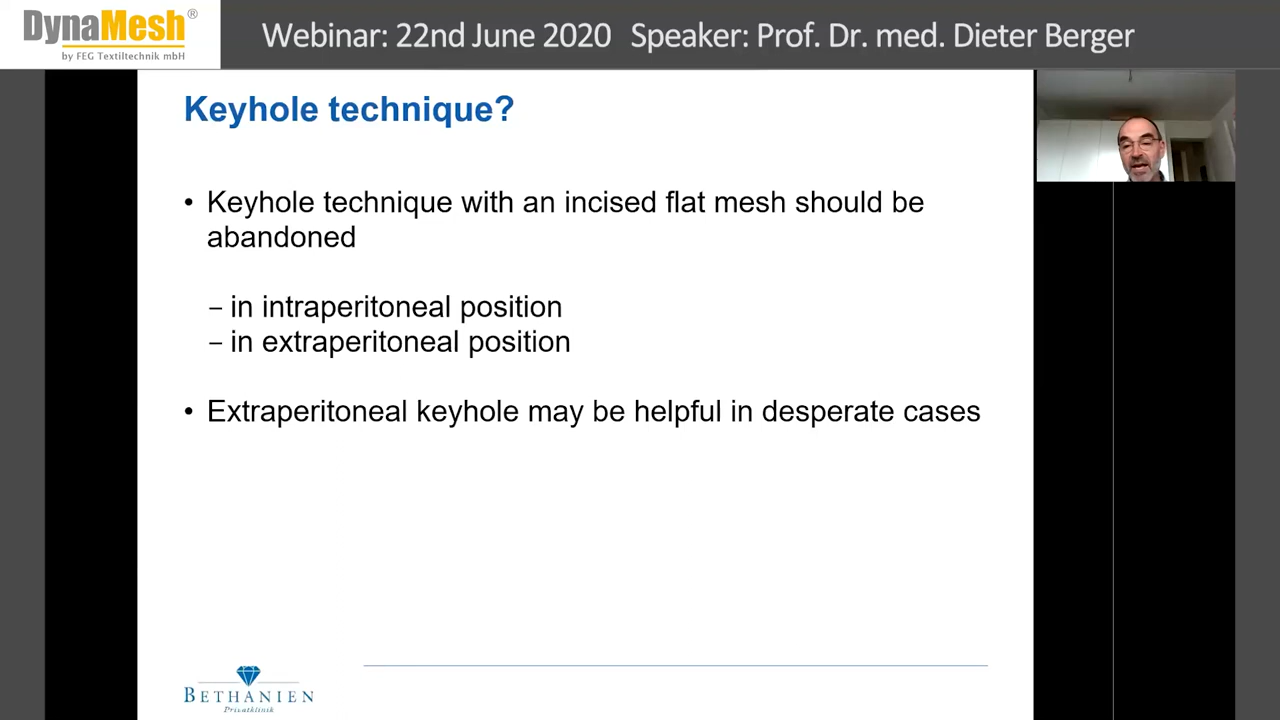 DynaMesh®
by FEG Textiltechnik mbH
Webinar: 22nd June 2020 Speaker: Prof. Dr. med. Dieter Berger
Keyhole technique?
• Keyhole technique with an incised flat mesh should be
abandoned
– in intraperitoneal position
– in extraperitoneal position
• Extraperitoneal keyhole may be helpful in desperate cases
BETHANIEN
Privatklinik